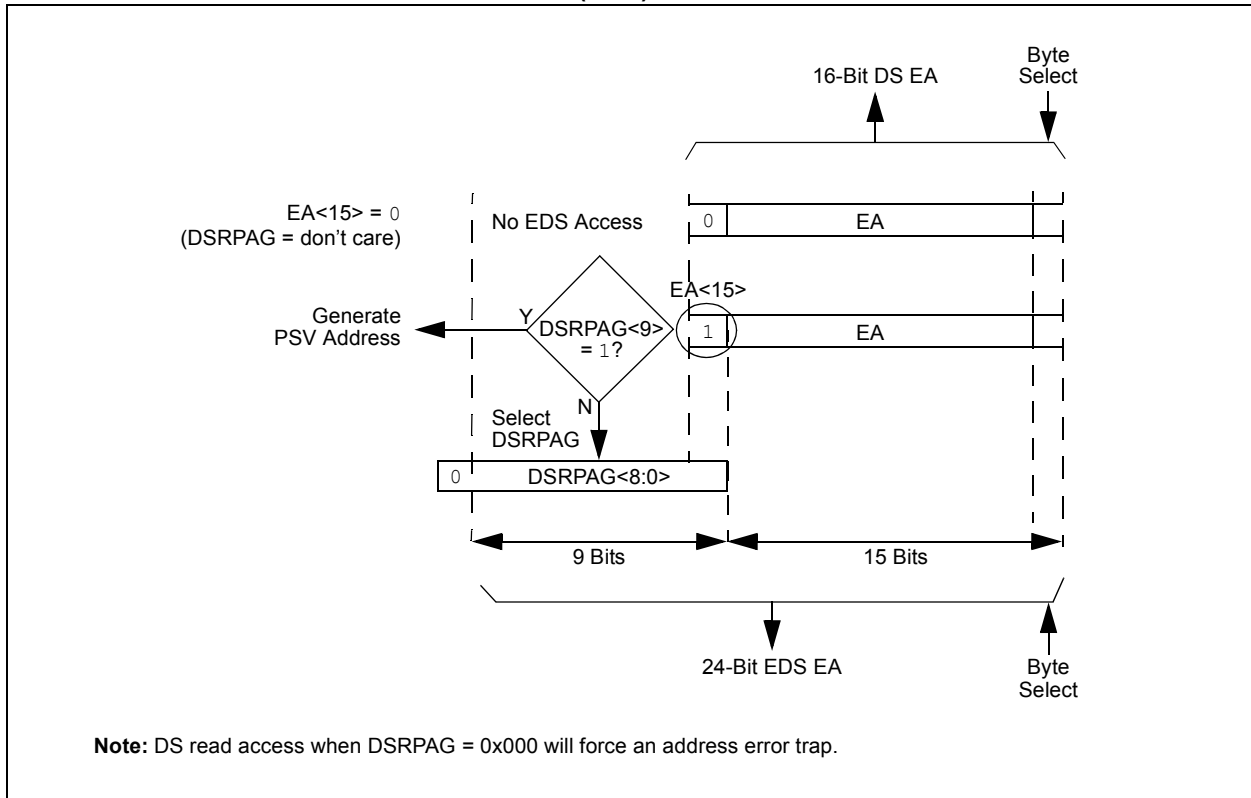 16-Bit DS EA
Byte
Select
EA<15> = 0
(DSRPAG = don't care)
No EDS Access
0
EA
EA<15>
Generate
PSV Address
Y
DSRPAG<9>
= 1?
1
EA
N
Select
DSRPAG
0
DSRPAG<8:0>
9 Bits
15 Bits
24-Bit EDS EA
Byte
Select
Note: DS read access when DSRPAG = 0x000 will force an address error trap.